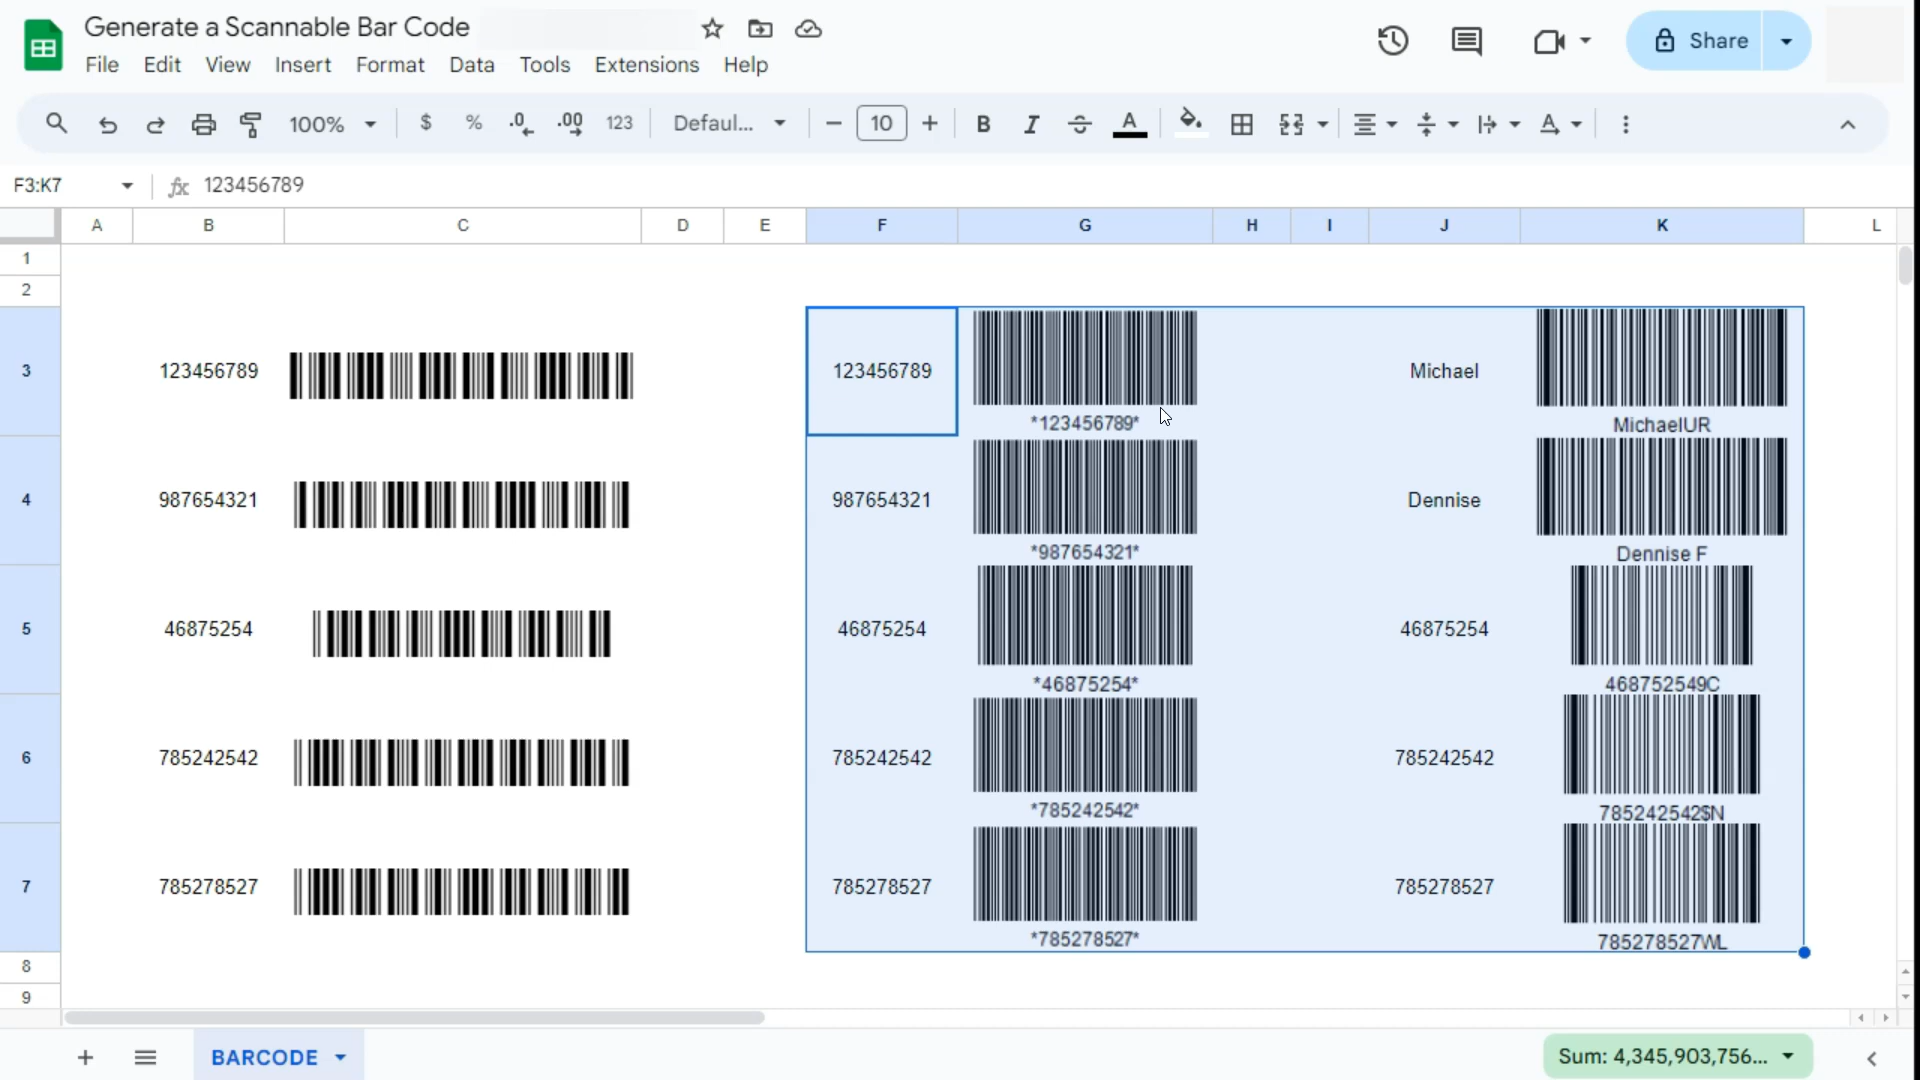 Generate a Scannable Bar Code
File Edit View Insert Format Data Tools Extensions Help
Share
100% $ % .0 .00 123 Defaul... 10 B I A
F3:K7 fx 123456789
A B C D E F G H I J K L
1
2
3 123456789 123456789 *123456789* Michael MichaelUR
4 987654321 987654321 *987654321* Dennise Dennise F
5 46875254 46875254 *46875254* 46875254 468752549C
6 785242542 785242542 *785242542* 785242542 785242542$N
7 785278527 785278527 *785278527* 785278527 785278527WL
8
9
BARCODE Sum: 4,345,903,756...